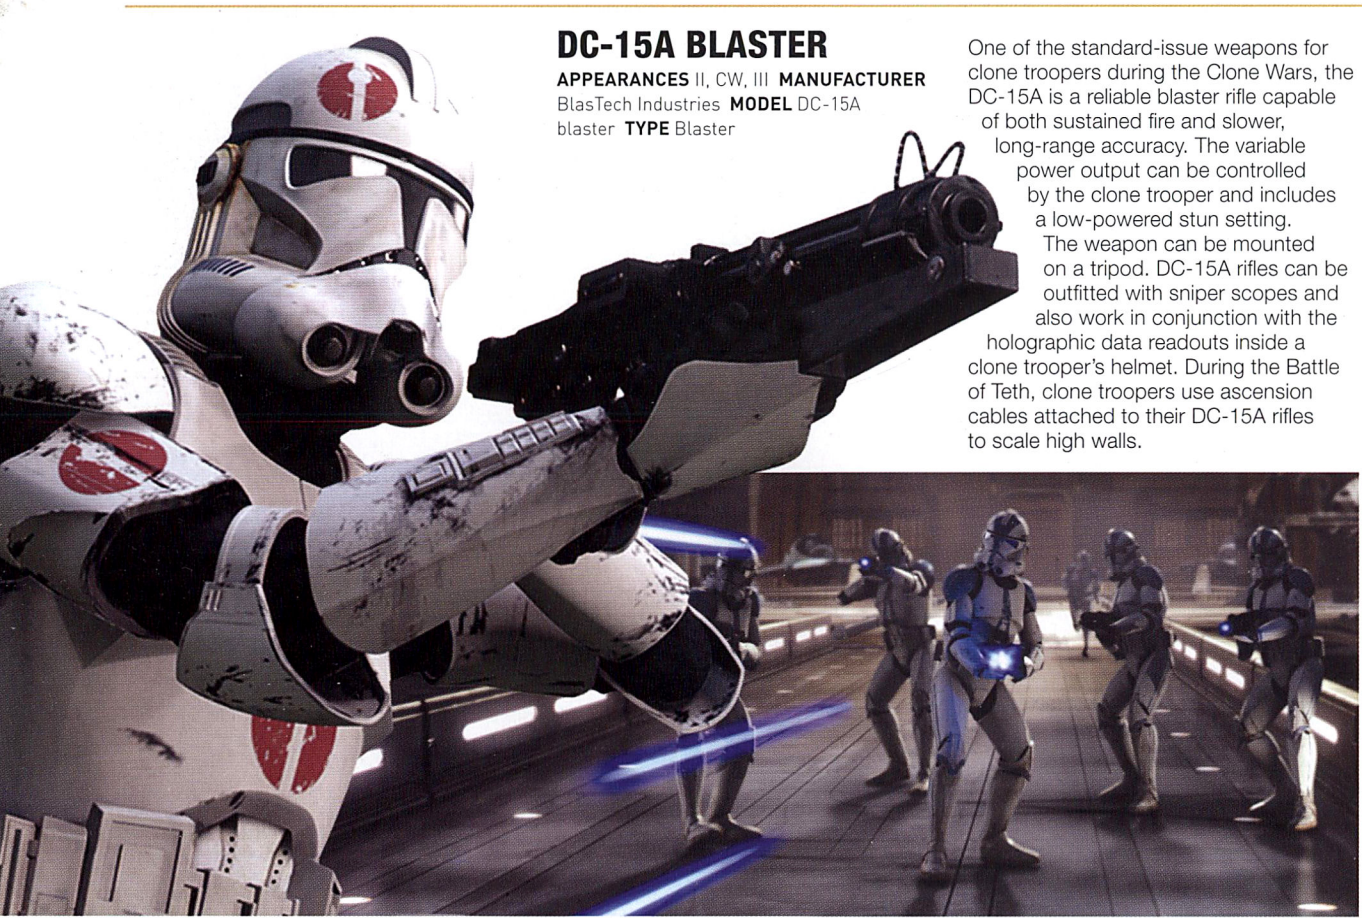 DC-15A BLASTER
APPEARANCES II, CW, III MANUFACTURER
BlasTech Industries MODEL DC-15A
blaster TYPE Blaster
One of the standard-issue weapons for
clone troopers during the Clone Wars, the
DC-15A is a reliable blaster rifle capable
of both sustained fire and slower,
long-range accuracy. The variable
power output can be controlled
by the clone trooper and includes
a low-powered stun setting.
The weapon can be mounted
on a tripod. DC-15A rifles can be
outfitted with sniper scopes and
also work in conjunction with the
holographic data readouts inside a
clone trooper's helmet. During the Battle
of Teth, clone troopers use ascension
cables attached to their DC-15A rifles
to scale high walls.